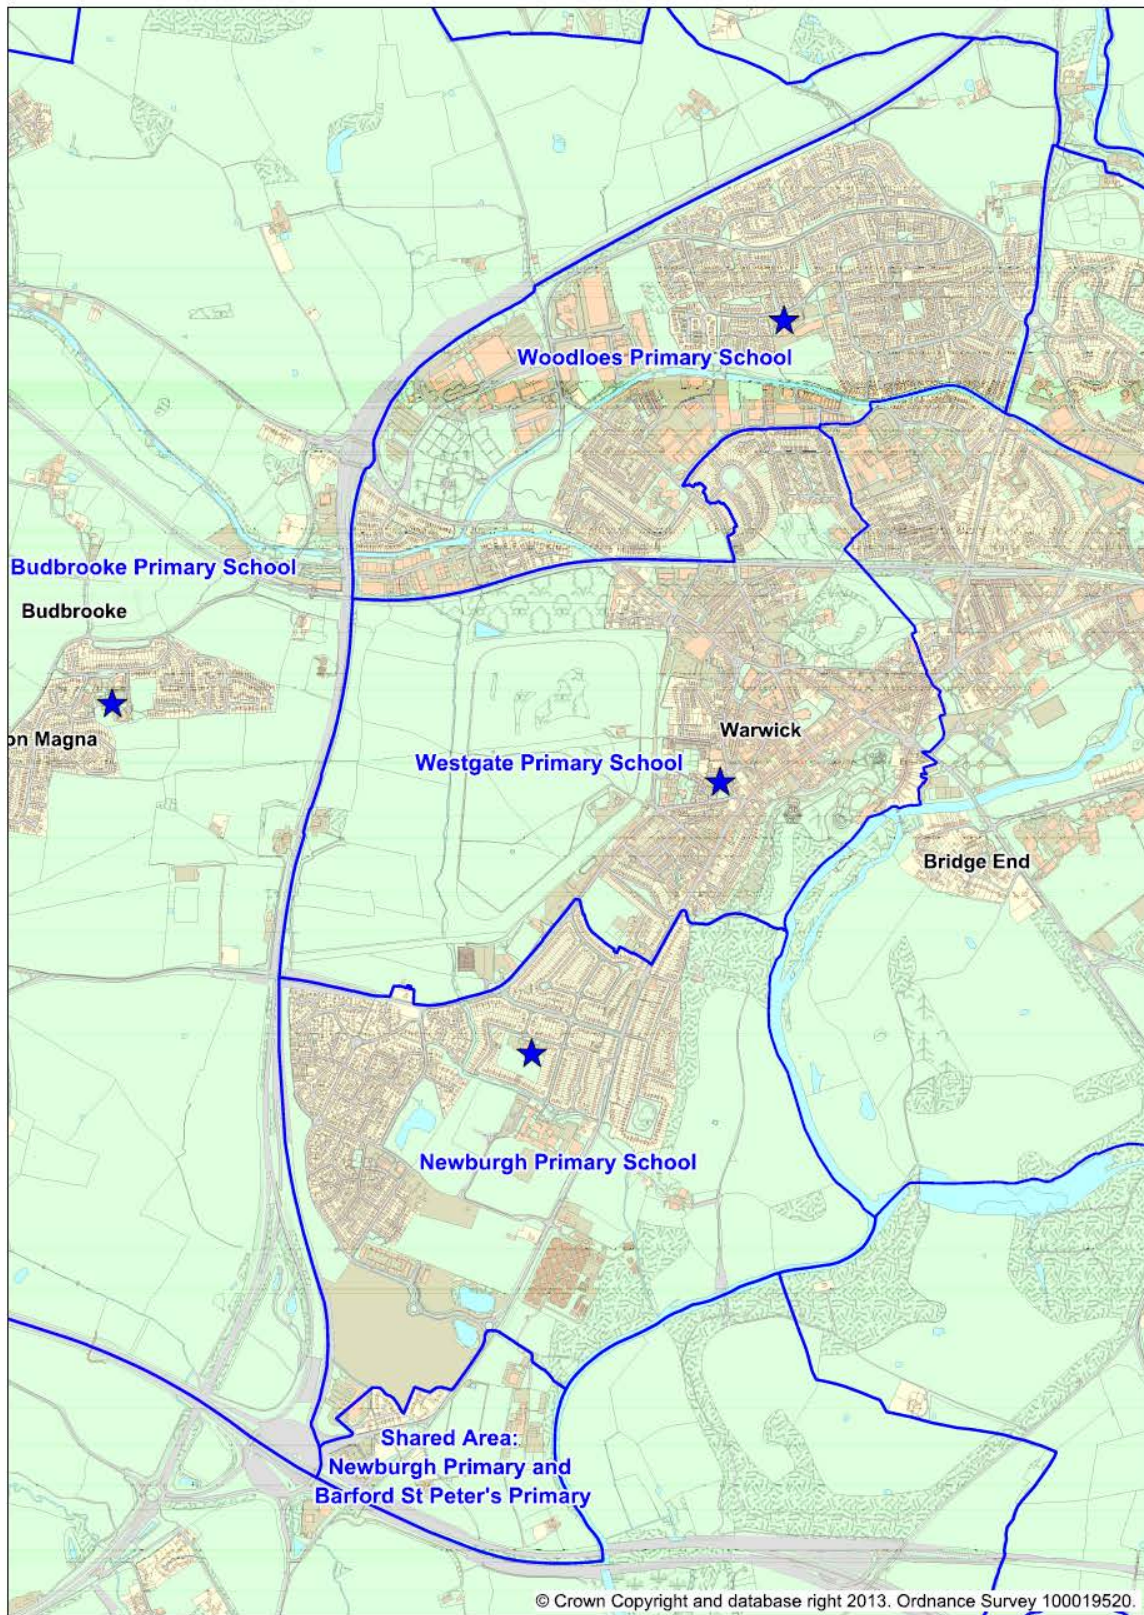 Woodloes Primary School
Budbrooke Primary School
Budbrooke
on Magna
Warwick
Westgate Primary School
Bridge End
Newburgh Primary School
Shared Area:
Newburgh Primary and
Barford St Peter's Primary
© Crown Copyright and database right 2013. Ordnance Survey 100019520.